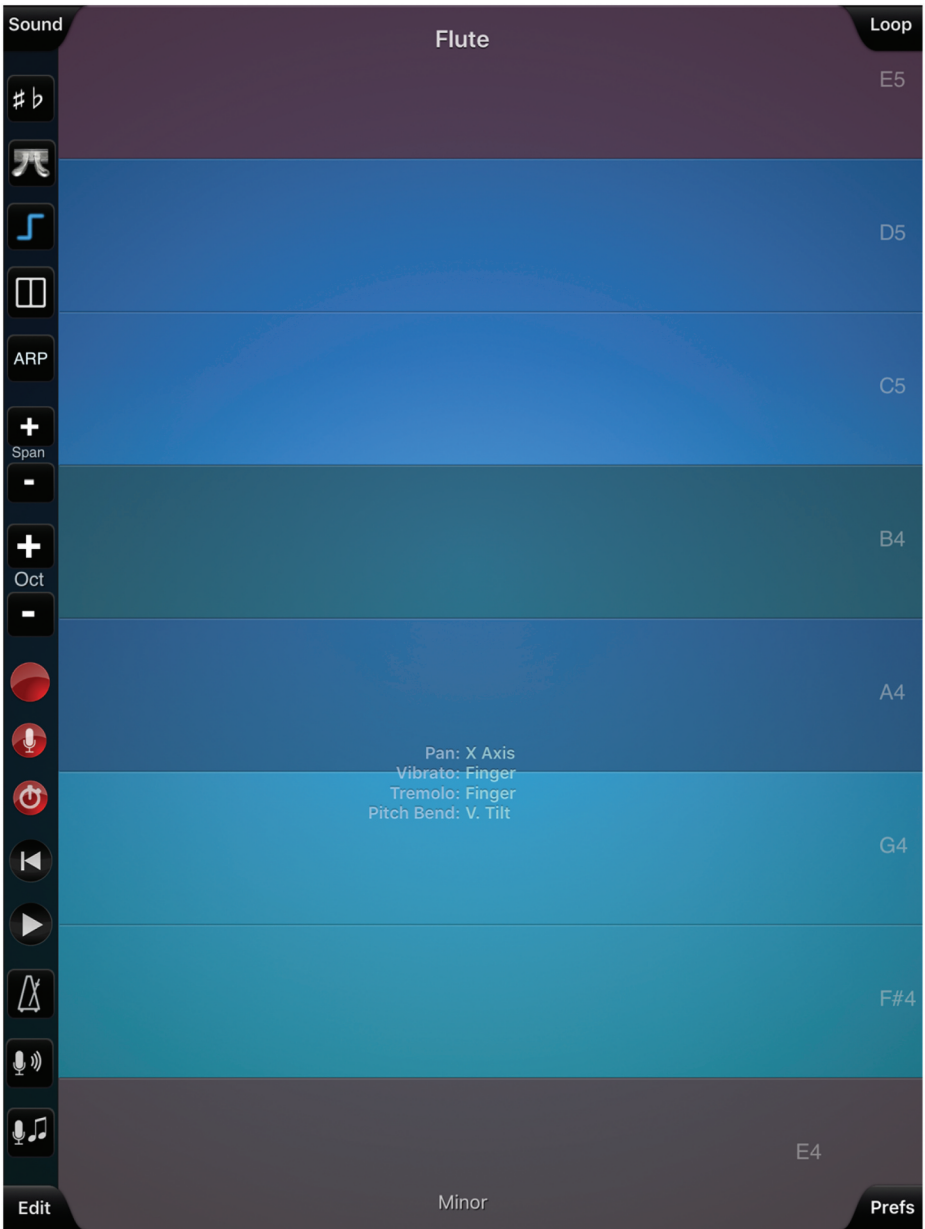 Sound
Flute
Loop
E5
♯ ♭
D5
C5
ARP
+
Span
-
B4
+
Oct
-
A4
Pan: X Axis
Vibrato: Finger
Tremolo: Finger
Pitch Bend: V. Tilt
G4
F#4
E4
Minor
Edit
Prefs